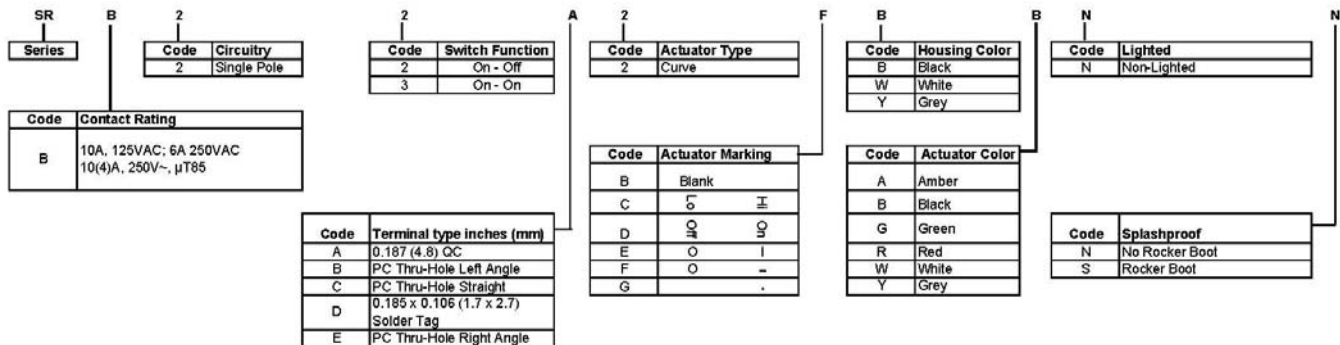 SR B 2 2 A 2 F B B N N
Series
Code Circuitry
2 Single Pole
Code Switch Function
2 On - Off
3 On - On
Code Actuator Type
2 Curve
Code Housing Color
B Black
W White
Y Grey
Code Lighted
N Non-Lighted
Code Contact Rating
B 10A, 125VAC; 6A 250VAC
10(4)A, 250V~, µT85
Code Actuator Marking
B Blank
C Lo Hi
D Off On
E O I
F O –
G .
Code Actuator Color
A Amber
B Black
G Green
R Red
W White
Y Grey
Code Splashproof
N No Rocker Boot
S Rocker Boot
Code Terminal type inches (mm)
A 0.187 (4.8) QC
B PC Thru-Hole Left Angle
C PC Thru-Hole Straight
D 0.185 x 0.106 (1.7 x 2.7)
Solder Tag
E PC Thru-Hole Right Angle